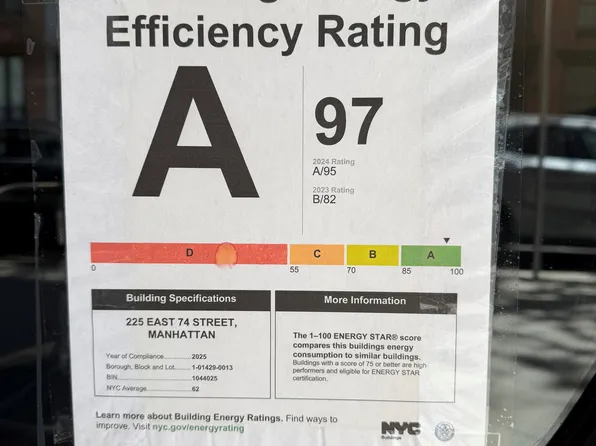 Efficiency Rating
A
97
2024 Rating
A/95
2023 Rating
B/82
D C B A
0 55 70 85 100
Building Specifications
225 EAST 74 STREET,
MANHATTAN
Year of Compliance............2025
Borough, Block and Lot........1-01429-0013
BIN..................................1044025
NYC Average....................62
More Information
The 1–100 ENERGY STAR® score
compares this buildings energy
consumption to similar buildings.
Buildings with a score of 75 or better are high
performers and eligible for ENERGY STAR
certification.
Learn more about Building Energy Ratings. Find ways to
improve. Visit nyc.gov/energyrating
NYC
Buildings